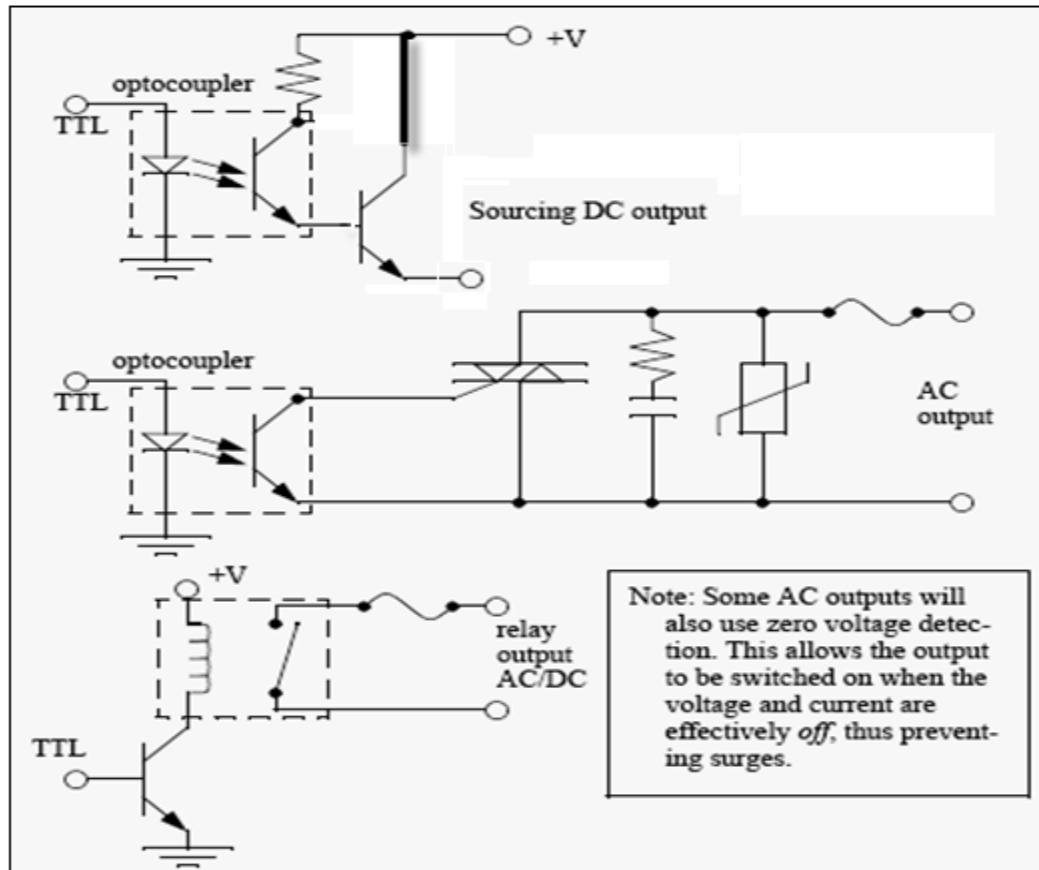 +V
optocoupler
TTL
Sourcing DC output
optocoupler
TTL
AC
output
+V
relay
output
AC/DC
TTL
Note: Some AC outputs will
also use zero voltage detec-
tion. This allows the output
to be switched on when the
voltage and current are
effectively off, thus prevent-
ing surges.